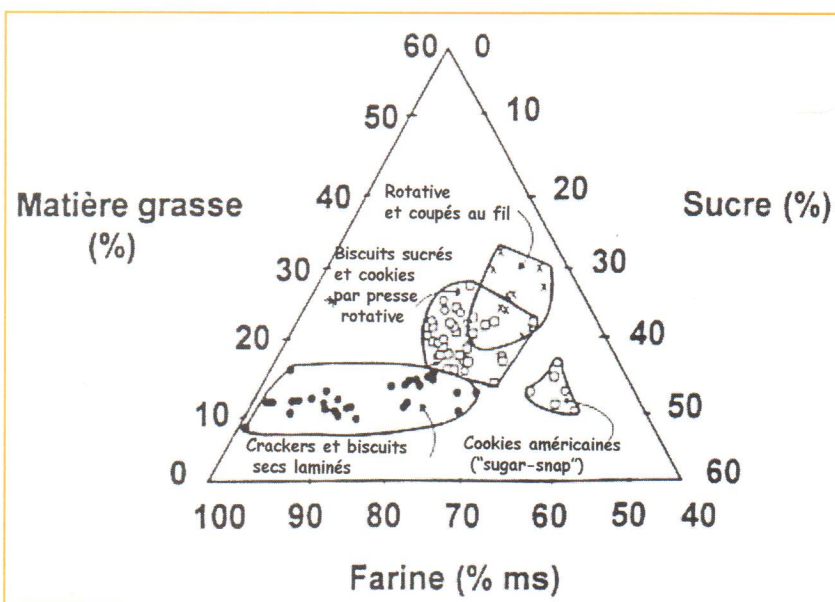 60 0
50 10
40 20
30 30
20 40
10 50
0 60
100 90 80 70 60 50 40
Matière grasse
(%)
Sucre (%)
Rotative
et coupés au fil
Biscuits sucrés
et cookies
par presse
rotative
Crackers et biscuits
secs laminés
Cookies américaines
("sugar-snap")
Farine (% ms)